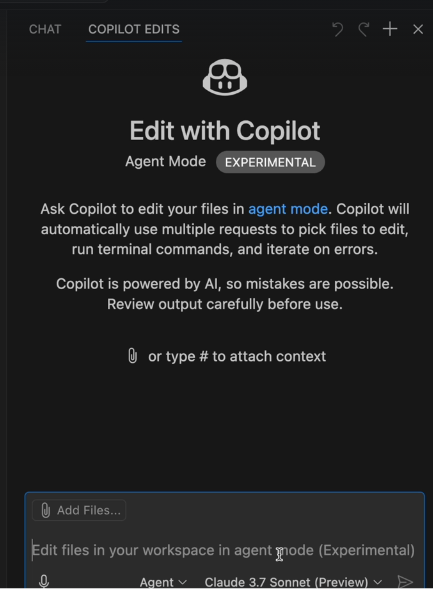 CHAT COPILOT EDITS
Edit with Copilot
Agent Mode EXPERIMENTAL
Ask Copilot to edit your files in agent mode. Copilot will
automatically use multiple requests to pick files to edit,
run terminal commands, and iterate on errors.
Copilot is powered by AI, so mistakes are possible.
Review output carefully before use.
or type # to attach context
Add Files...
Edit files in your workspace in agent mode (Experimental)
Agent Claude 3.7 Sonnet (Preview)